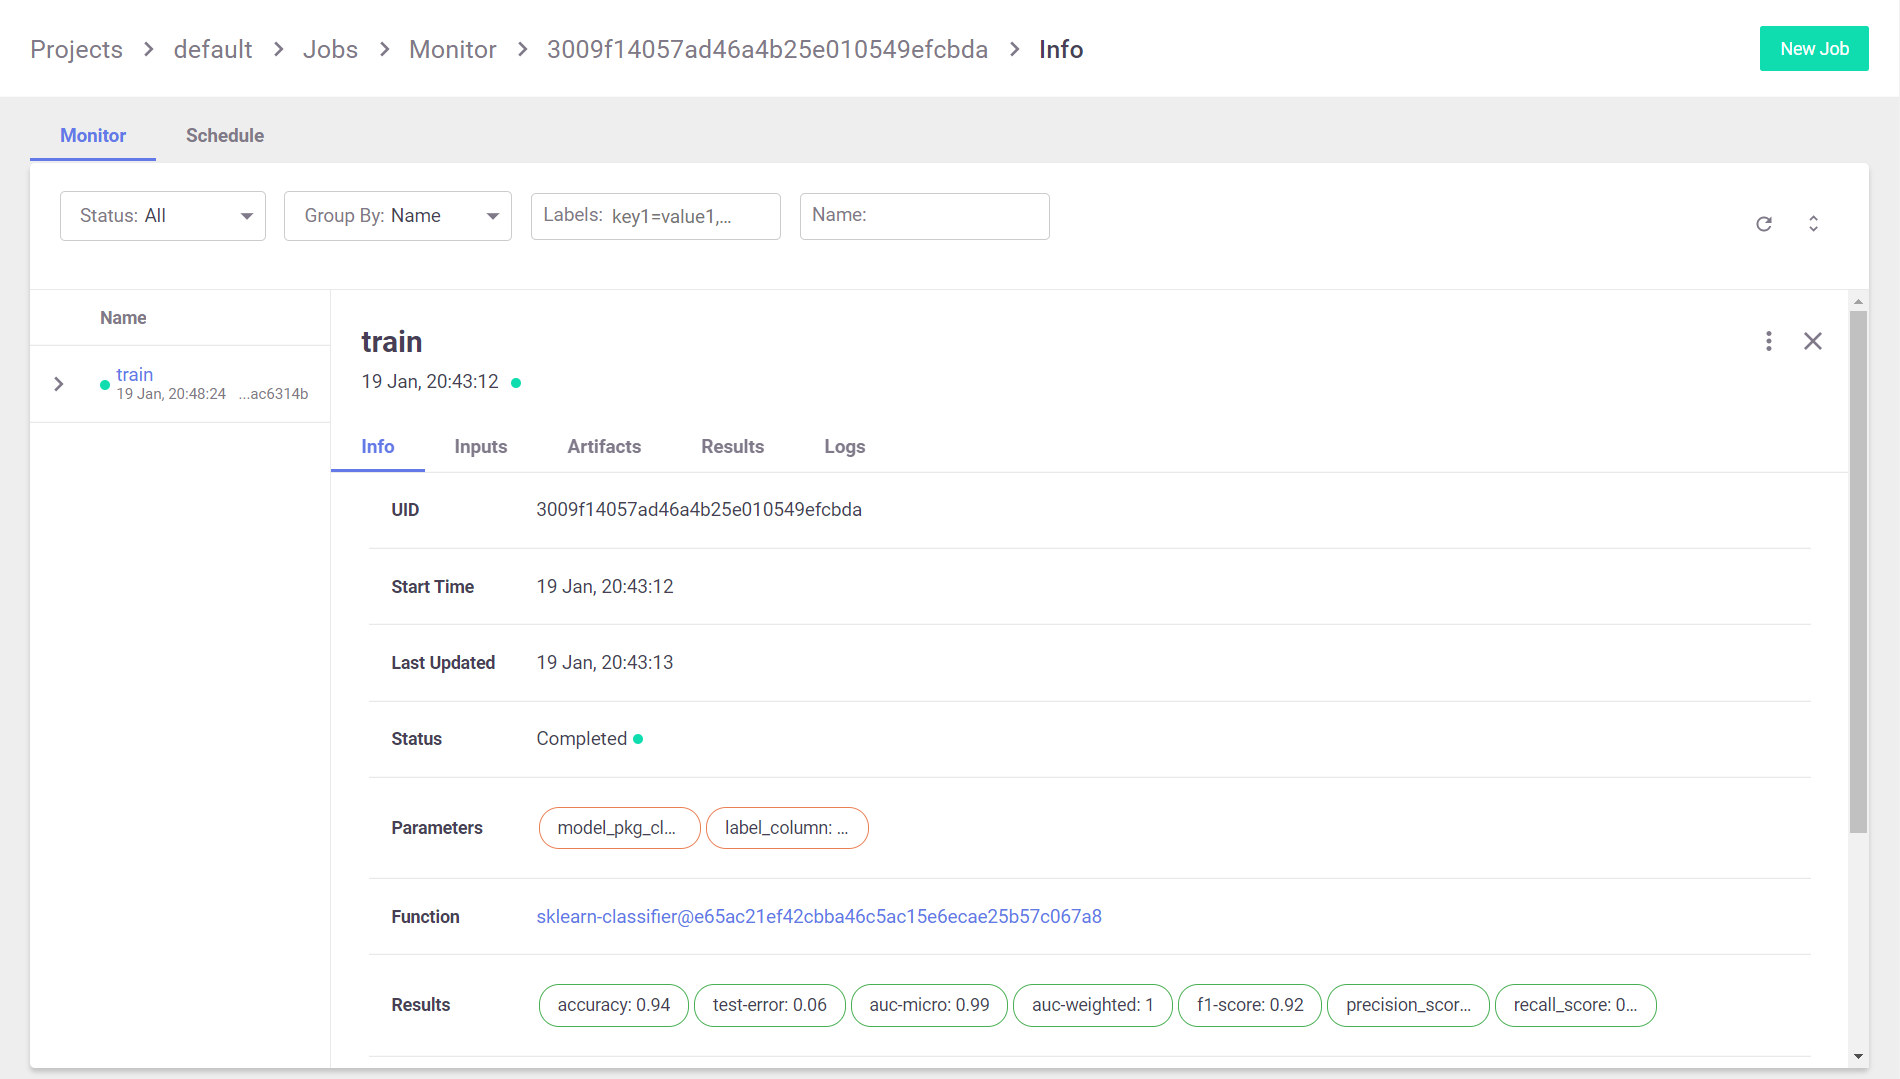 Projects > default > Jobs > Monitor > 3009f14057ad46a4b25e010549efcbda > Info
New Job
Monitor Schedule
Status: All Group By: Name Labels: key1=value1,... Name:
Name
train
19 Jan, 20:48:24 ...ac6314b
train
19 Jan, 20:43:12
Info Inputs Artifacts Results Logs
UID 3009f14057ad46a4b25e010549efcbda
Start Time 19 Jan, 20:43:12
Last Updated 19 Jan, 20:43:13
Status Completed
Parameters model_pkg_cl... label_column: ...
Function sklearn-classifier@e65ac21ef42cbba46c5ac15e6ecae25b57c067a8
Results accuracy: 0.94 test-error: 0.06 auc-micro: 0.99 auc-weighted: 1 f1-score: 0.92 precision_scor... recall_score: 0...